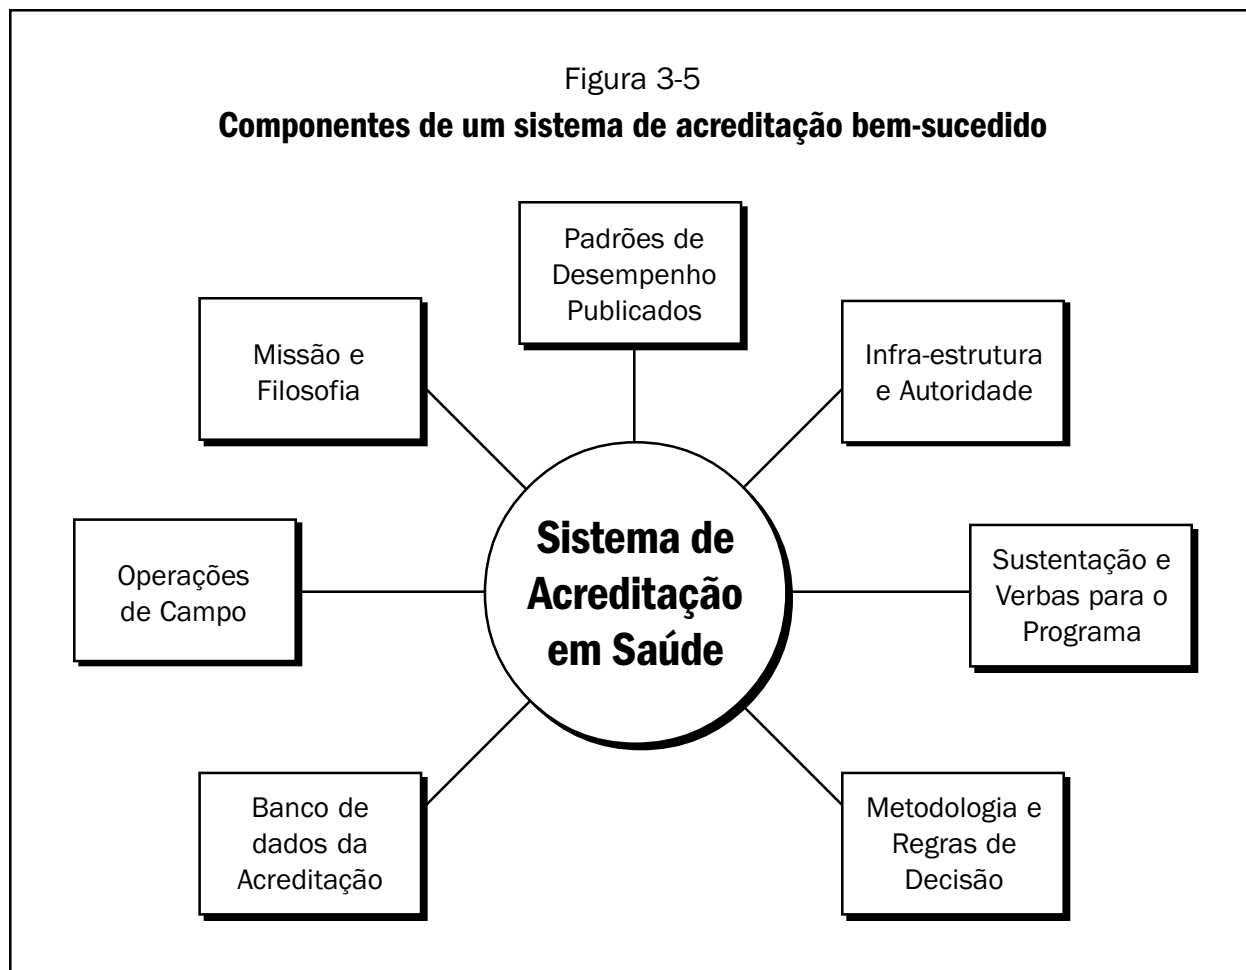 Figura 3-5
Componentes de um sistema de acreditação bem-sucedido
Padrões de
Desempenho
Publicados
Missão e
Filosofia
Infra-estrutura
e Autoridade
Operações
de Campo
Sistema de
Acreditação
em Saúde
Sustentação e
Verbas para o
Programa
Banco de
dados da
Acreditação
Metodologia e
Regras de
Decisão